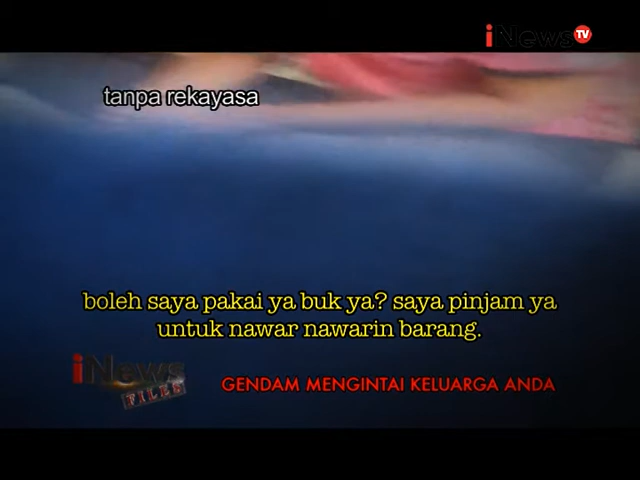 iNews TV
tanpa rekayasa
boleh saya pakai ya buk ya? saya pinjam ya
untuk nawar nawarin barang.
iNews
FILES
GENDAM MENGINTAI KELUARGA ANDA